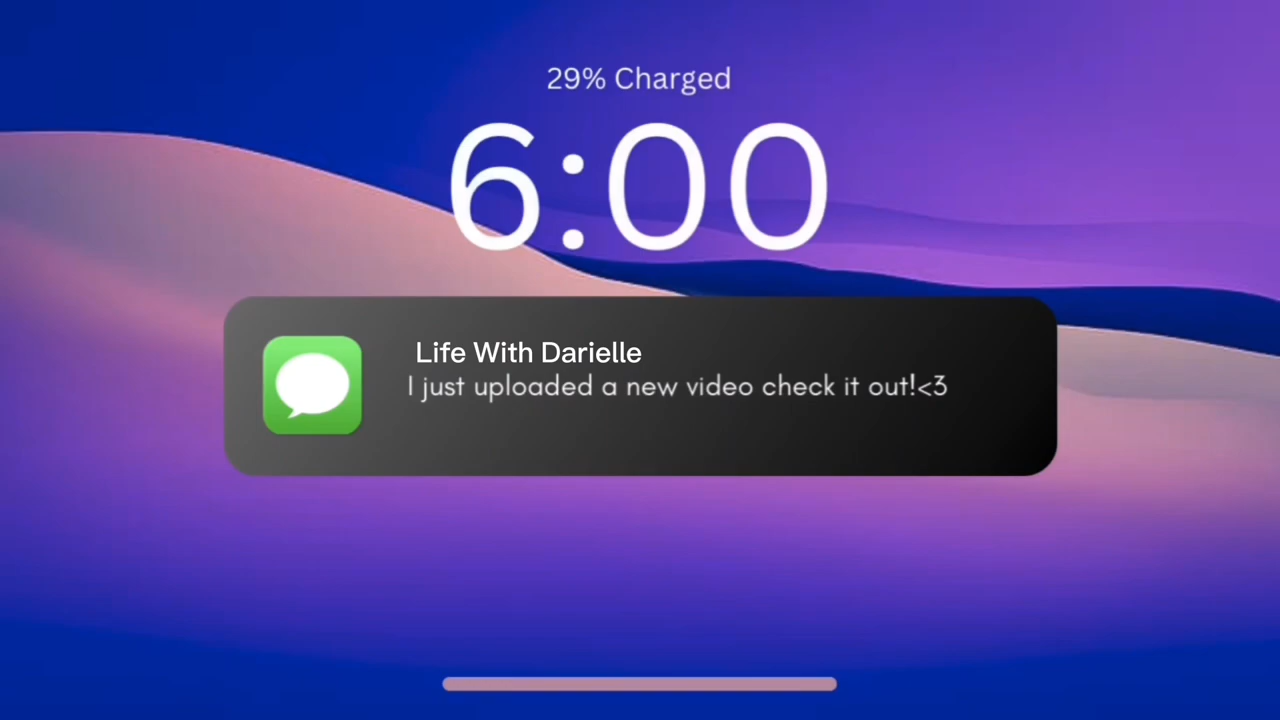 29% Charged
6:00
Life With Darielle
I just uploaded a new video check it out!<3